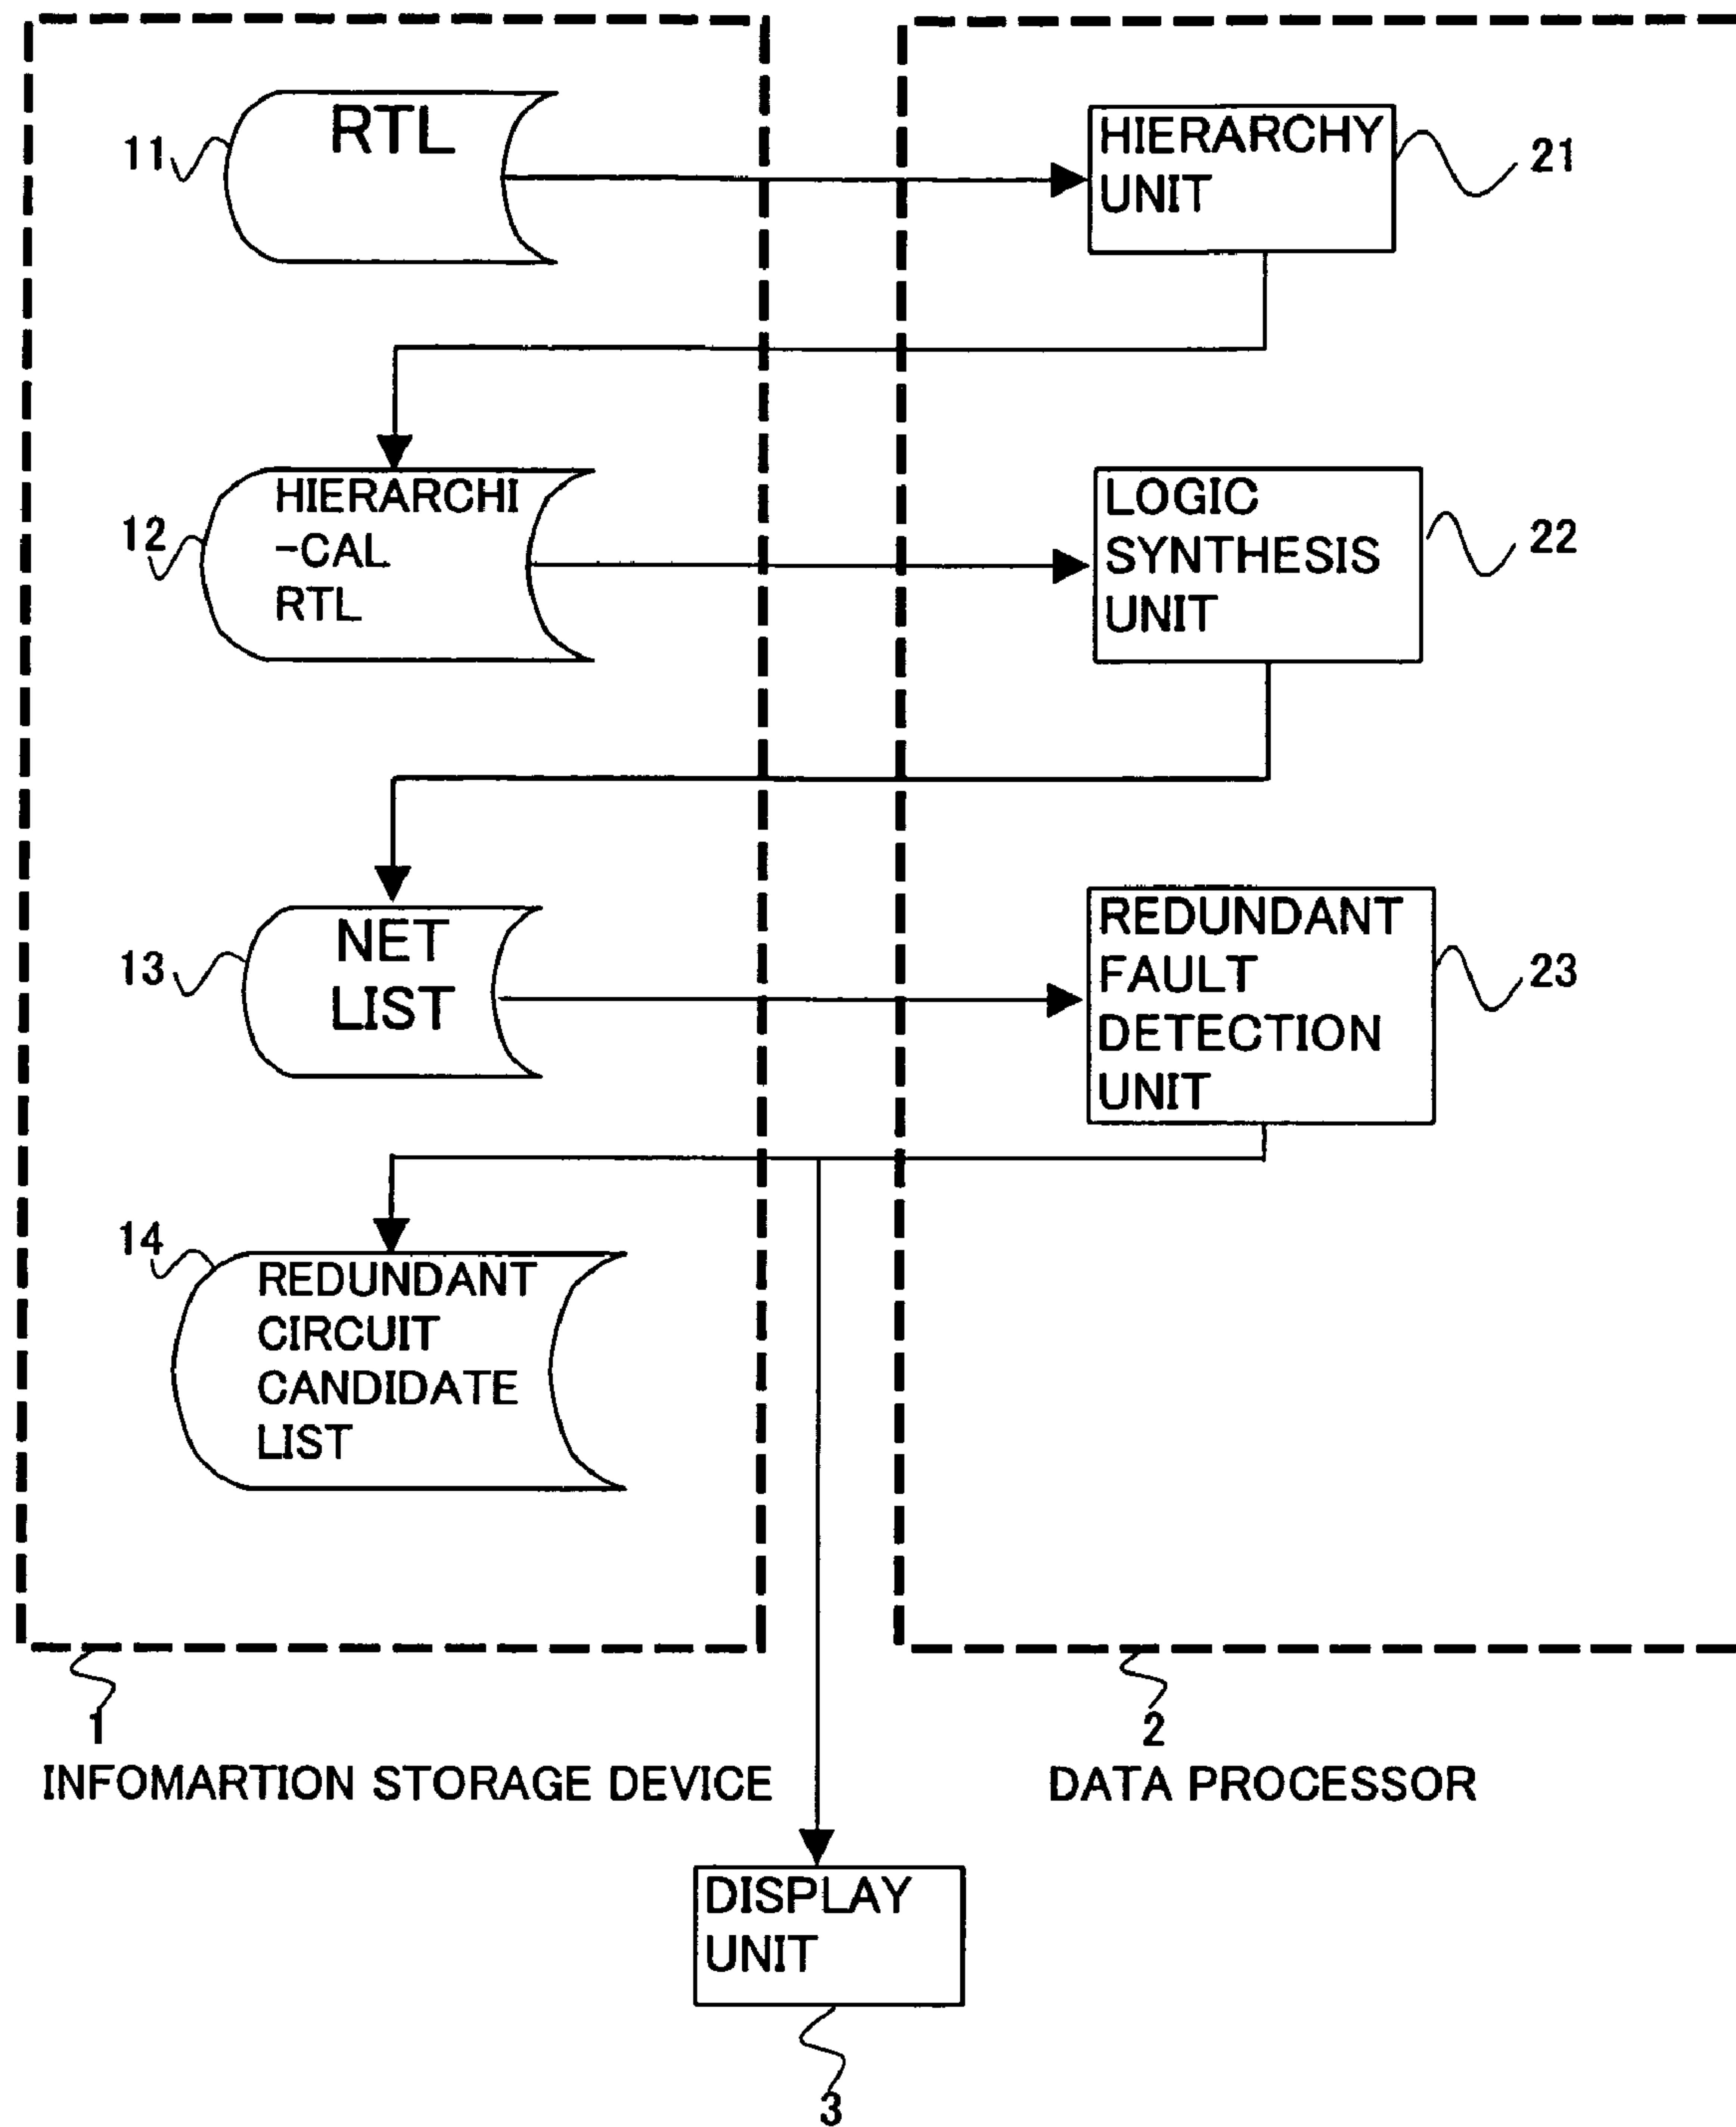 RTL
11
HIERARCHY
UNIT
21
HIERARCHI
-CAL
RTL
12
LOGIC
SYNTHESIS
UNIT
22
NET
LIST
13
REDUNDANT
FAULT
DETECTION
UNIT
23
14
REDUNDANT
CIRCUIT
CANDIDATE
LIST
1
INFOMARTION STORAGE DEVICE
2
DATA PROCESSOR
DISPLAY
UNIT
3